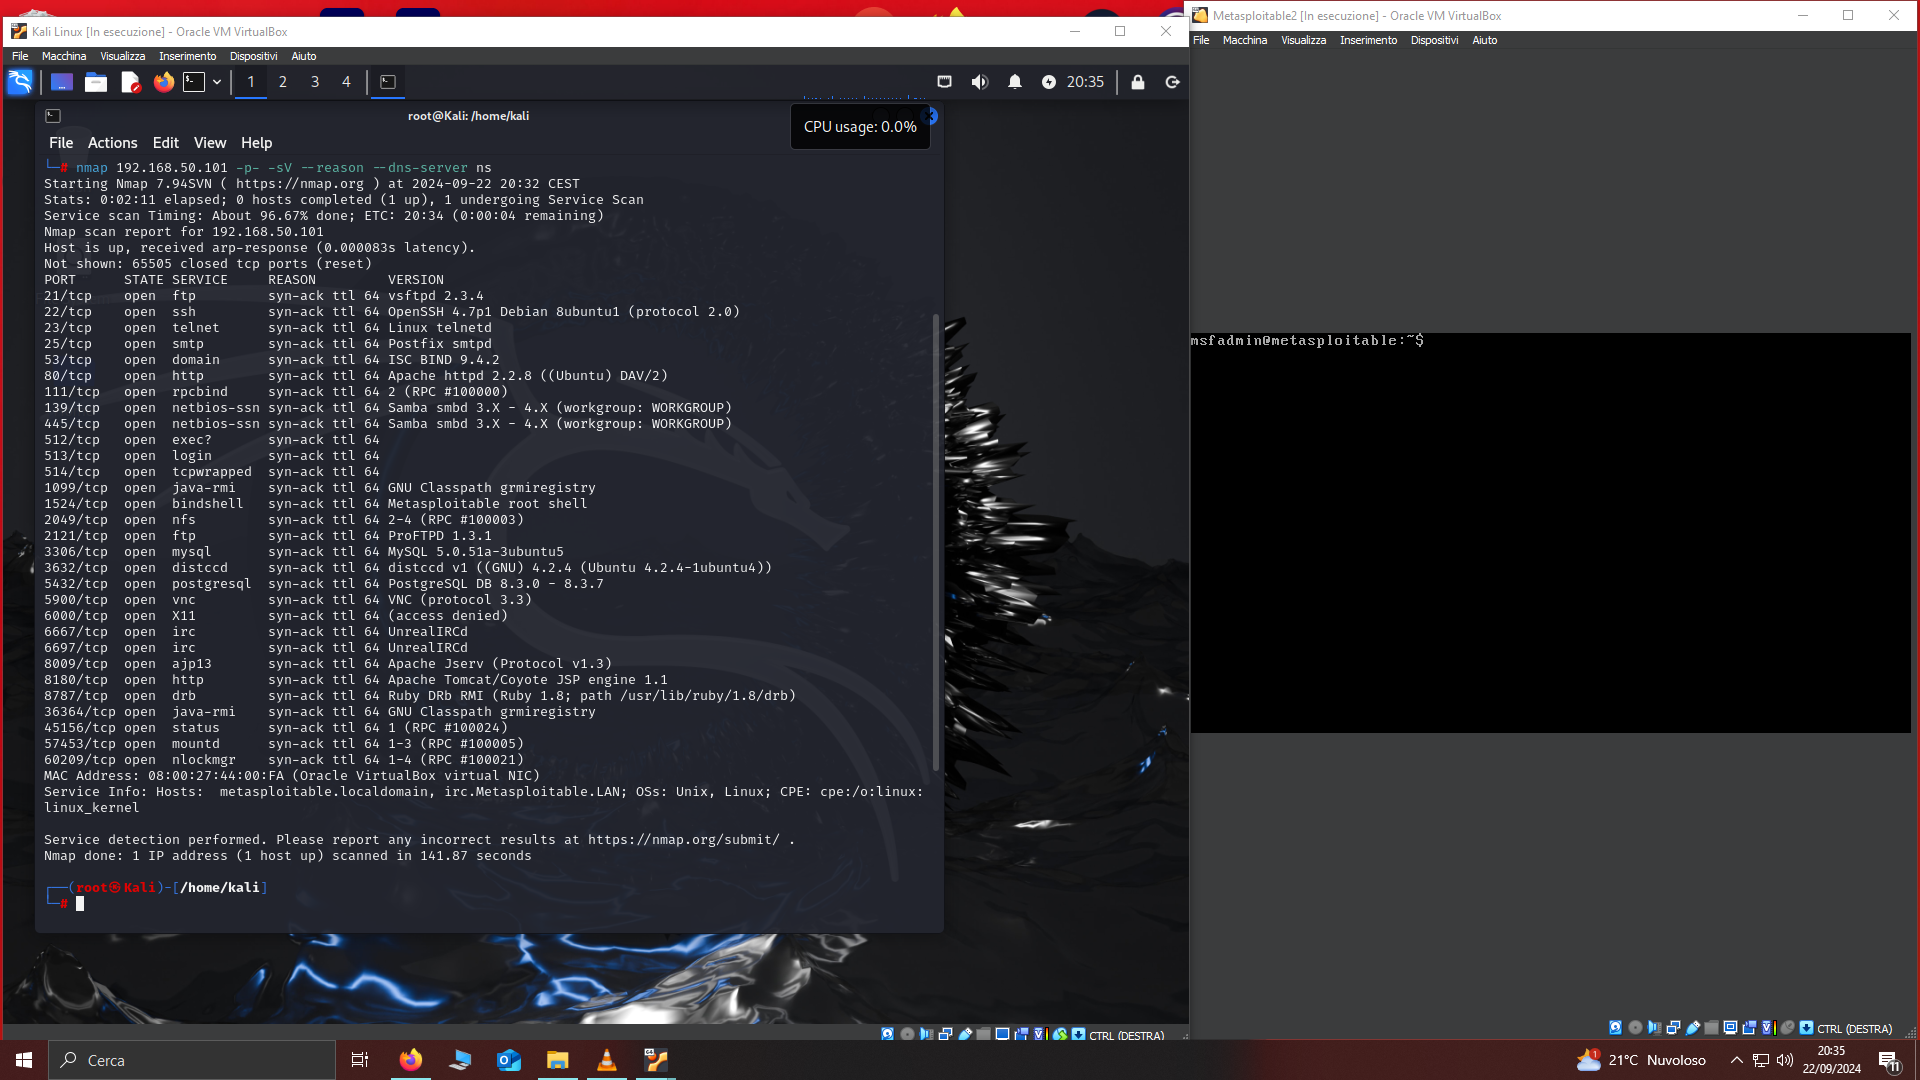 Kali Linux [In esecuzione] - Oracle VM VirtualBox
File Macchina Visualizza Inserimento Dispositivi Aiuto
1 2 3 4
20:35
root@Kali: /home/kali
CPU usage: 0.0%
File Actions Edit View Help
└─# nmap 192.168.50.101 -p- -sV --reason --dns-server ns
Starting Nmap 7.94SVN ( https://nmap.org ) at 2024-09-22 20:32 CEST
Stats: 0:02:11 elapsed; 0 hosts completed (1 up), 1 undergoing Service Scan
Service scan Timing: About 96.67% done; ETC: 20:34 (0:00:04 remaining)
Nmap scan report for 192.168.50.101
Host is up, received arp-response (0.000083s latency).
Not shown: 65505 closed tcp ports (reset)
PORT      STATE SERVICE     REASON         VERSION
21/tcp    open  ftp         syn-ack ttl 64 vsftpd 2.3.4
22/tcp    open  ssh         syn-ack ttl 64 OpenSSH 4.7p1 Debian 8ubuntu1 (protocol 2.0)
23/tcp    open  telnet      syn-ack ttl 64 Linux telnetd
25/tcp    open  smtp        syn-ack ttl 64 Postfix smtpd
53/tcp    open  domain      syn-ack ttl 64 ISC BIND 9.4.2
80/tcp    open  http        syn-ack ttl 64 Apache httpd 2.2.8 ((Ubuntu) DAV/2)
111/tcp   open  rpcbind     syn-ack ttl 64 2 (RPC #100000)
139/tcp   open  netbios-ssn syn-ack ttl 64 Samba smbd 3.X - 4.X (workgroup: WORKGROUP)
445/tcp   open  netbios-ssn syn-ack ttl 64 Samba smbd 3.X - 4.X (workgroup: WORKGROUP)
512/tcp   open  exec?       syn-ack ttl 64
513/tcp   open  login       syn-ack ttl 64
514/tcp   open  tcpwrapped  syn-ack ttl 64
1099/tcp  open  java-rmi    syn-ack ttl 64 GNU Classpath grmiregistry
1524/tcp  open  bindshell   syn-ack ttl 64 Metasploitable root shell
2049/tcp  open  nfs         syn-ack ttl 64 2-4 (RPC #100003)
2121/tcp  open  ftp         syn-ack ttl 64 ProFTPD 1.3.1
3306/tcp  open  mysql       syn-ack ttl 64 MySQL 5.0.51a-3ubuntu5
3632/tcp  open  distccd     syn-ack ttl 64 distccd v1 ((GNU) 4.2.4 (Ubuntu 4.2.4-1ubuntu4))
5432/tcp  open  postgresql  syn-ack ttl 64 PostgreSQL DB 8.3.0 - 8.3.7
5900/tcp  open  vnc         syn-ack ttl 64 VNC (protocol 3.3)
6000/tcp  open  X11         syn-ack ttl 64 (access denied)
6667/tcp  open  irc         syn-ack ttl 64 UnrealIRCd
6697/tcp  open  irc         syn-ack ttl 64 UnrealIRCd
8009/tcp  open  ajp13       syn-ack ttl 64 Apache Jserv (Protocol v1.3)
8180/tcp  open  http        syn-ack ttl 64 Apache Tomcat/Coyote JSP engine 1.1
8787/tcp  open  drb         syn-ack ttl 64 Ruby DRb RMI (Ruby 1.8; path /usr/lib/ruby/1.8/drb)
36364/tcp open  java-rmi    syn-ack ttl 64 GNU Classpath grmiregistry
45156/tcp open  status      syn-ack ttl 64 1 (RPC #100024)
57453/tcp open  mountd      syn-ack ttl 64 1-3 (RPC #100005)
60209/tcp open  nlockmgr    syn-ack ttl 64 1-4 (RPC #100021)
MAC Address: 08:00:27:44:00:FA (Oracle VirtualBox virtual NIC)
Service Info: Hosts:  metasploitable.localdomain, irc.Metasploitable.LAN; OSs: Unix, Linux; CPE: cpe:/o:linux:
linux_kernel
Service detection performed. Please report any incorrect results at https://nmap.org/submit/ .
Nmap done: 1 IP address (1 host up) scanned in 141.87 seconds
┌──(root㉿Kali)-[/home/kali]
└─#
CTRL (DESTRA)
Metasploitable2 [In esecuzione] - Oracle VM VirtualBox
File Macchina Visualizza Inserimento Dispositivi Aiuto
msfadmin@metasploitable:~$
CTRL (DESTRA)
Cerca
1
21°C Nuvoloso
20:35
22/09/2024
11